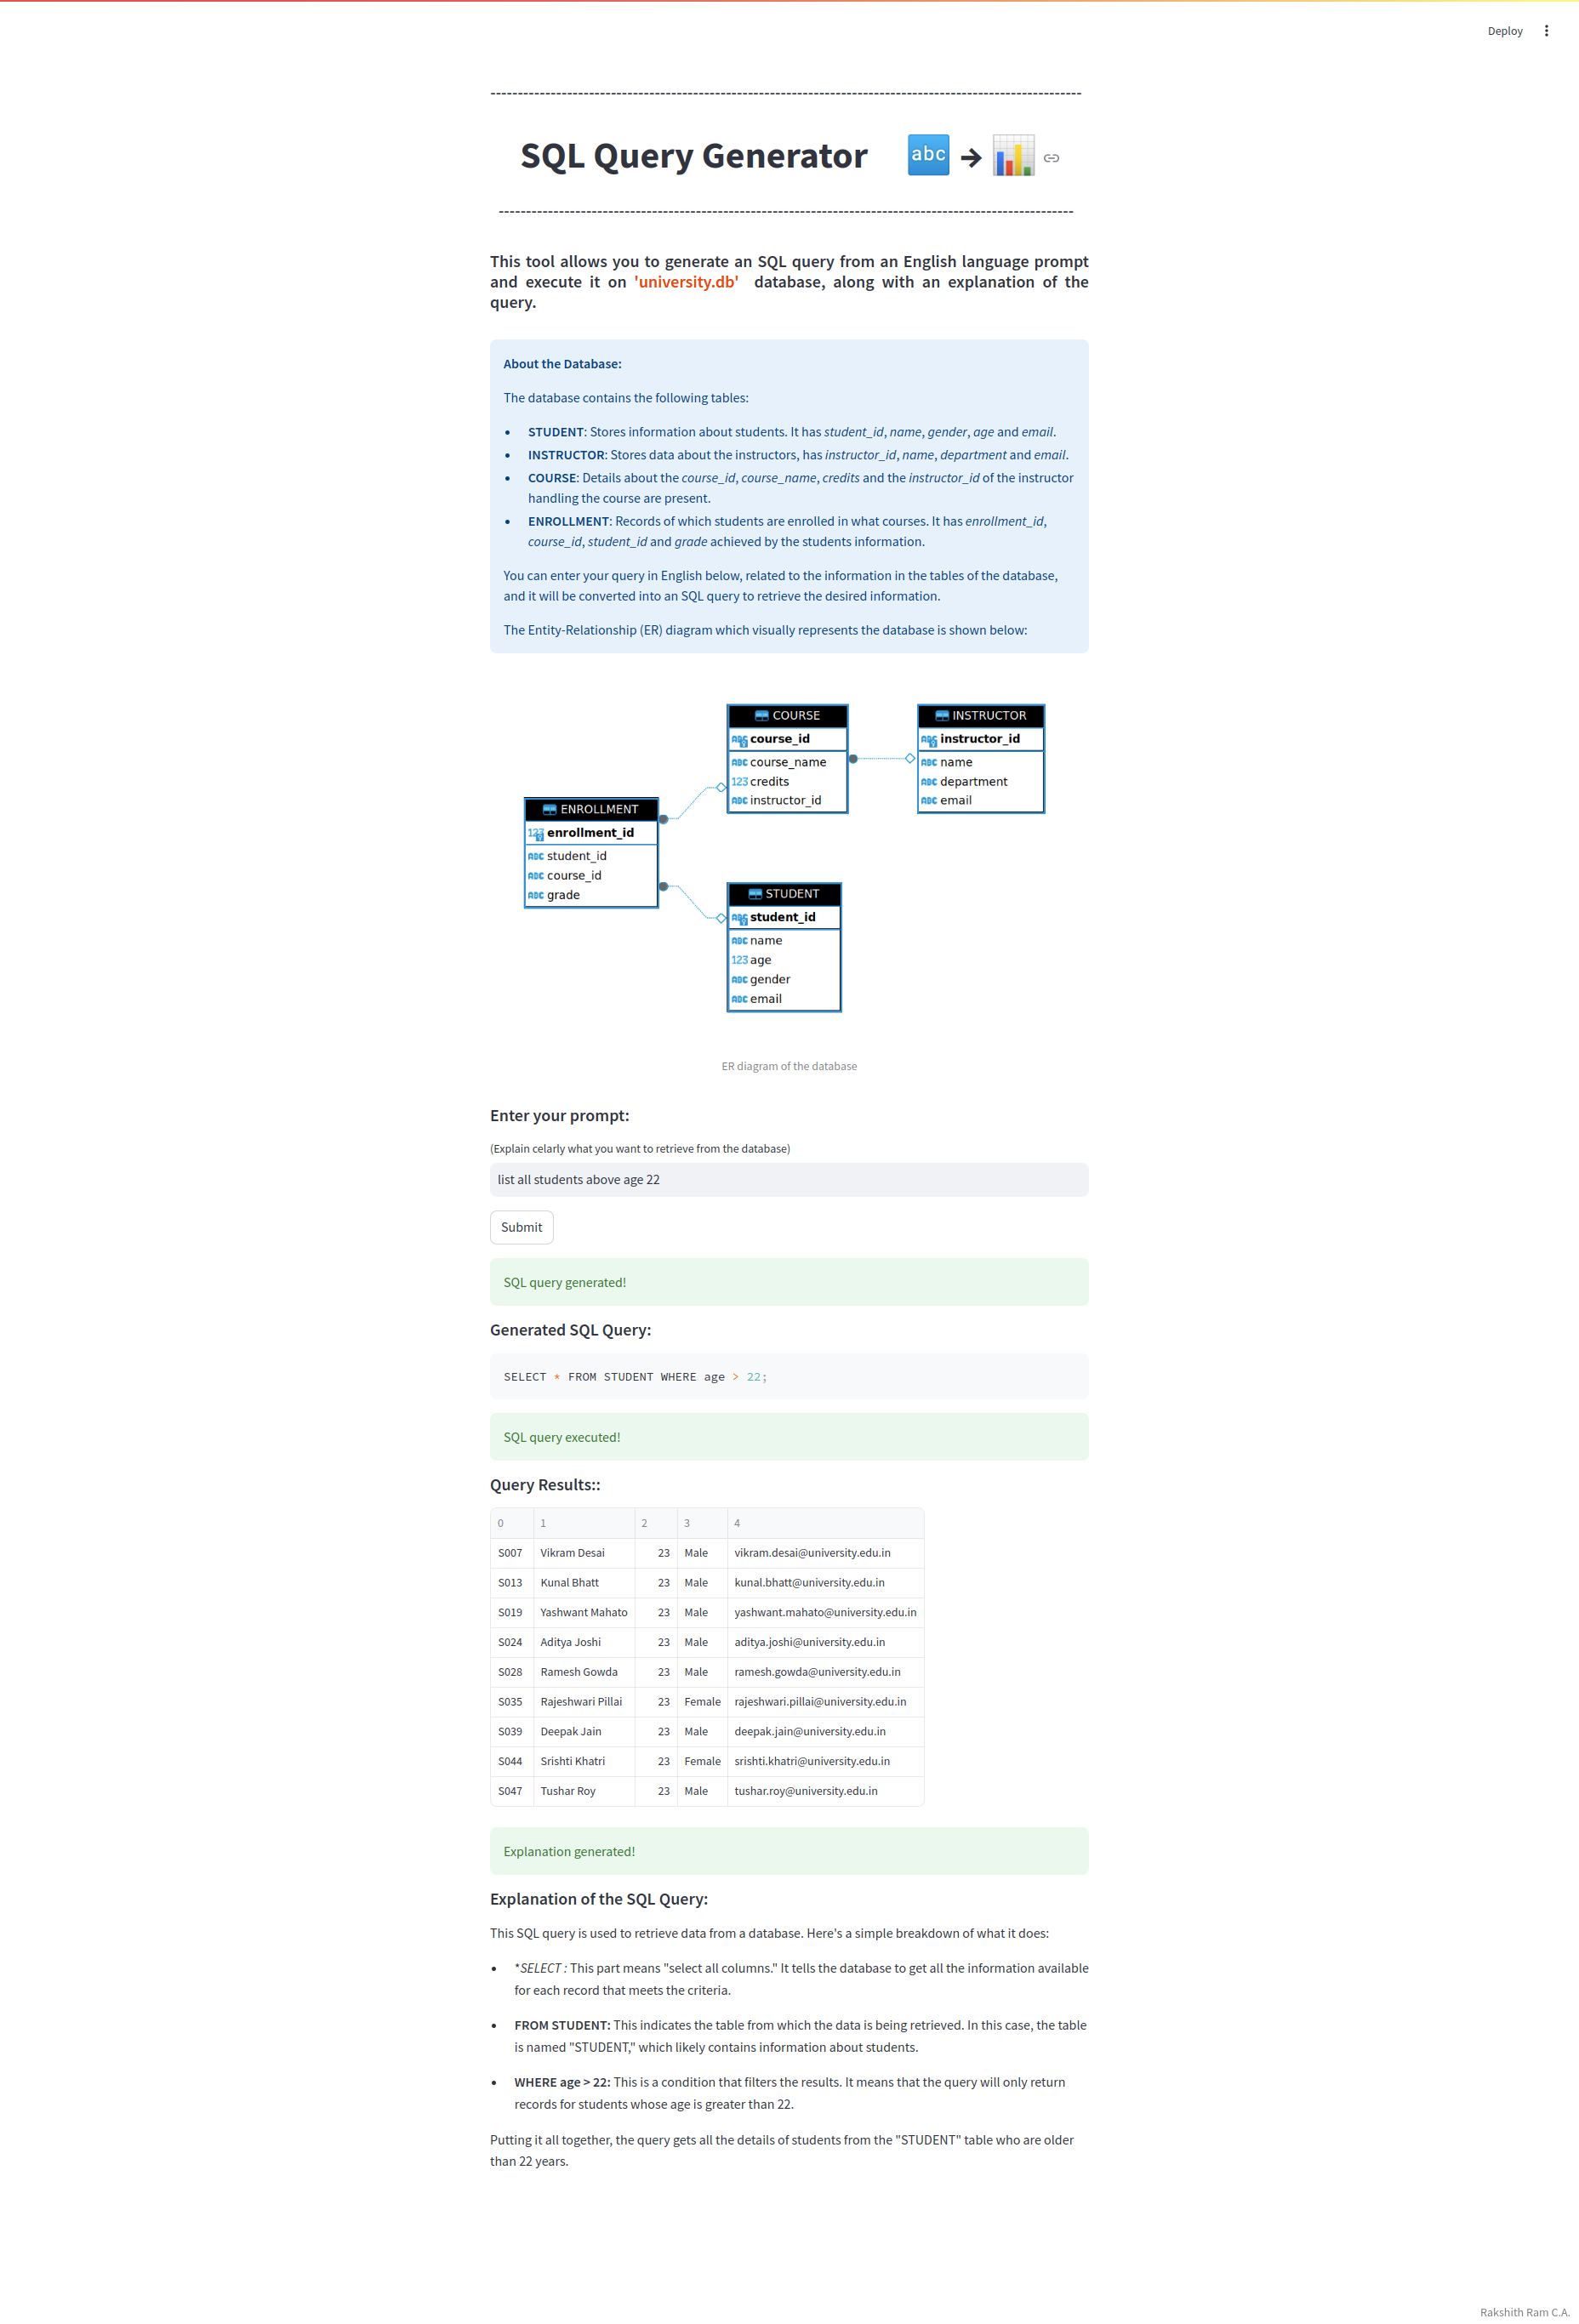 Deploy
----------------------------------------------------------------------------------------------------------------
SQL Query Generator abc → 
-------------------------------------------------------------------------------------------------------------
This tool allows you to generate an SQL query from an English language prompt
and execute it on 'university.db' database, along with an explanation of the
query.
About the Database:
The database contains the following tables:
• STUDENT: Stores information about students. It has student_id, name, gender, age and email.
• INSTRUCTOR: Stores data about the instructors, has instructor_id, name, department and email.
• COURSE: Details about the course_id, course_name, credits and the instructor_id of the instructor
handling the course are present.
• ENROLLMENT: Records of which students are enrolled in what courses. It has enrollment_id,
course_id, student_id and grade achieved by the students information.
You can enter your query in English below, related to the information in the tables of the database,
and it will be converted into an SQL query to retrieve the desired information.
The Entity-Relationship (ER) diagram which visually represents the database is shown below:
COURSE
ABC course_id
ABC course_name
123 credits
ABC instructor_id
INSTRUCTOR
ABC instructor_id
ABC name
ABC department
ABC email
ENROLLMENT
123 enrollment_id
ABC student_id
ABC course_id
ABC grade
STUDENT
ABC student_id
ABC name
123 age
ABC gender
ABC email
ER diagram of the database
Enter your prompt:
(Explain celarly what you want to retrieve from the database)
list all students above age 22
Submit
SQL query generated!
Generated SQL Query:
SELECT * FROM STUDENT WHERE age > 22;
SQL query executed!
Query Results::
0 1 2 3 4
S007 Vikram Desai 23 Male vikram.desai@university.edu.in
S013 Kunal Bhatt 23 Male kunal.bhatt@university.edu.in
S019 Yashwant Mahato 23 Male yashwant.mahato@university.edu.in
S024 Aditya Joshi 23 Male aditya.joshi@university.edu.in
S028 Ramesh Gowda 23 Male ramesh.gowda@university.edu.in
S035 Rajeshwari Pillai 23 Female rajeshwari.pillai@university.edu.in
S039 Deepak Jain 23 Male deepak.jain@university.edu.in
S044 Srishti Khatri 23 Female srishti.khatri@university.edu.in
S047 Tushar Roy 23 Male tushar.roy@university.edu.in
Explanation generated!
Explanation of the SQL Query:
This SQL query is used to retrieve data from a database. Here's a simple breakdown of what it does:
• *SELECT : This part means "select all columns." It tells the database to get all the information available
for each record that meets the criteria.
• FROM STUDENT: This indicates the table from which the data is being retrieved. In this case, the table
is named "STUDENT," which likely contains information about students.
• WHERE age > 22: This is a condition that filters the results. It means that the query will only return
records for students whose age is greater than 22.
Putting it all together, the query gets all the details of students from the "STUDENT" table who are older
than 22 years.
Rakshith Ram C.A.